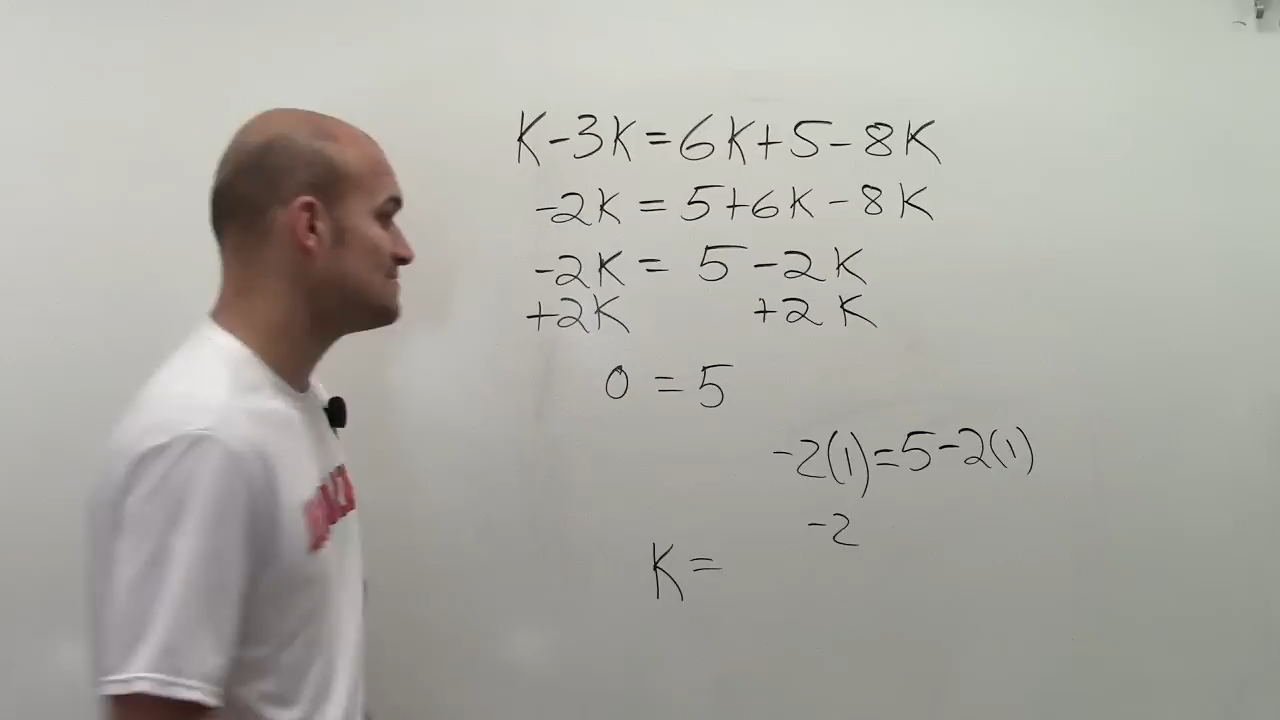 K-3K=6K+5-8K
-2K = 5+6K-8K
-2K = 5-2K
+2K +2K
0 = 5
-2(1)=5-2(1)
-2
K=